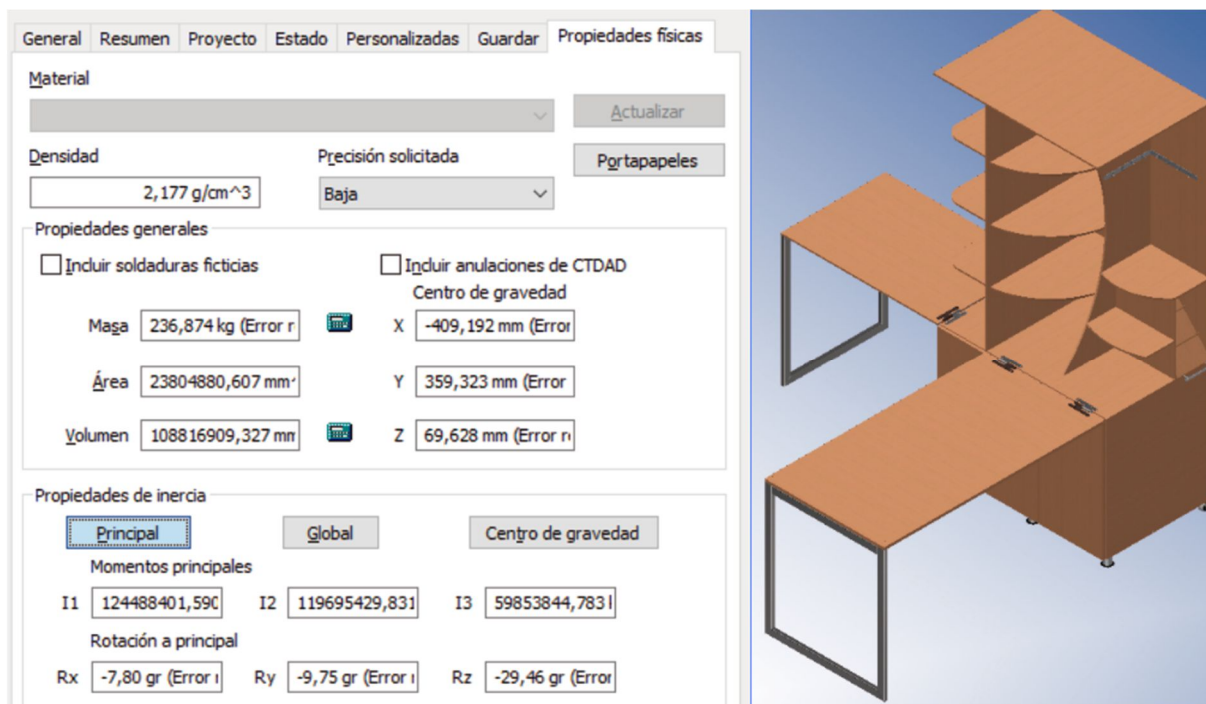 General Resumen Proyecto Estado Personalizadas Guardar Propiedades físicas
Material
Actualizar
Densidad Precisión solicitada
Portapapeles
2,177 g/cm^3 Baja
Propiedades generales
Incluir soldaduras ficticias Incluir anulaciones de CTDAD
Centro de gravedad
Masa 236,874 kg (Error r X -409,192 mm (Error
Área 23804880,607 mm^ Y 359,323 mm (Error
Volumen 108816909,327 mm Z 69,628 mm (Error re
Propiedades de inercia
Principal Global Centro de gravedad
Momentos principales
I1 124488401,590 I2 119695429,831 I3 59853844,783 l
Rotación a principal
Rx -7,80 gr (Error r Ry -9,75 gr (Error r Rz -29,46 gr (Error